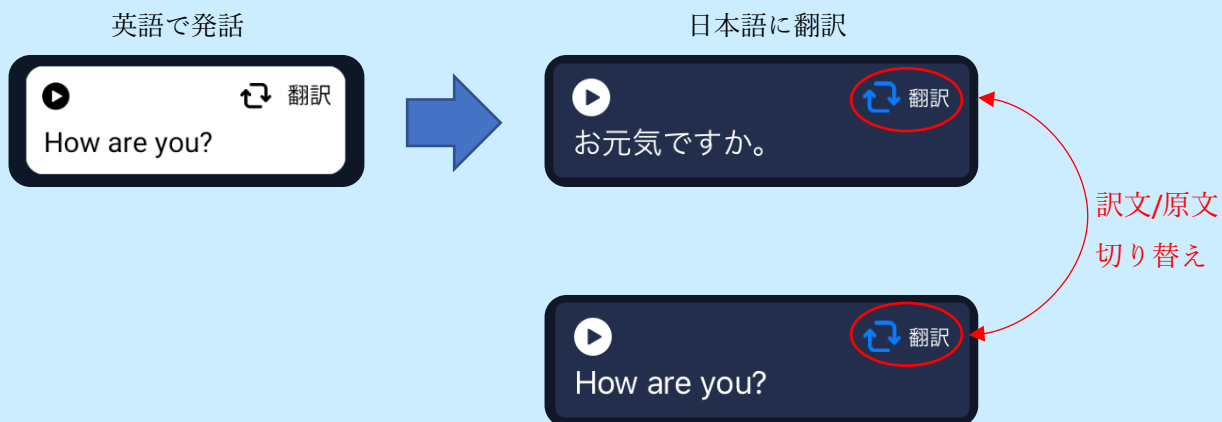 英語で発話
日本語に翻訳
翻訳
How are you?
翻訳
お元気ですか。
訳文/原文
切り替え
翻訳
How are you?